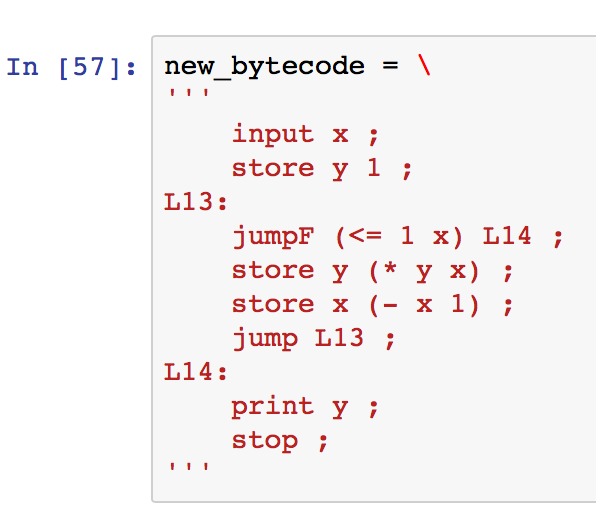 In [57]: new_bytecode = \
'''
    input x ;
    store y 1 ;
L13:
    jumpF (<= 1 x) L14 ;
    store y (* y x) ;
    store x (- x 1) ;
    jump L13 ;
L14:
    print y ;
    stop ;
'''